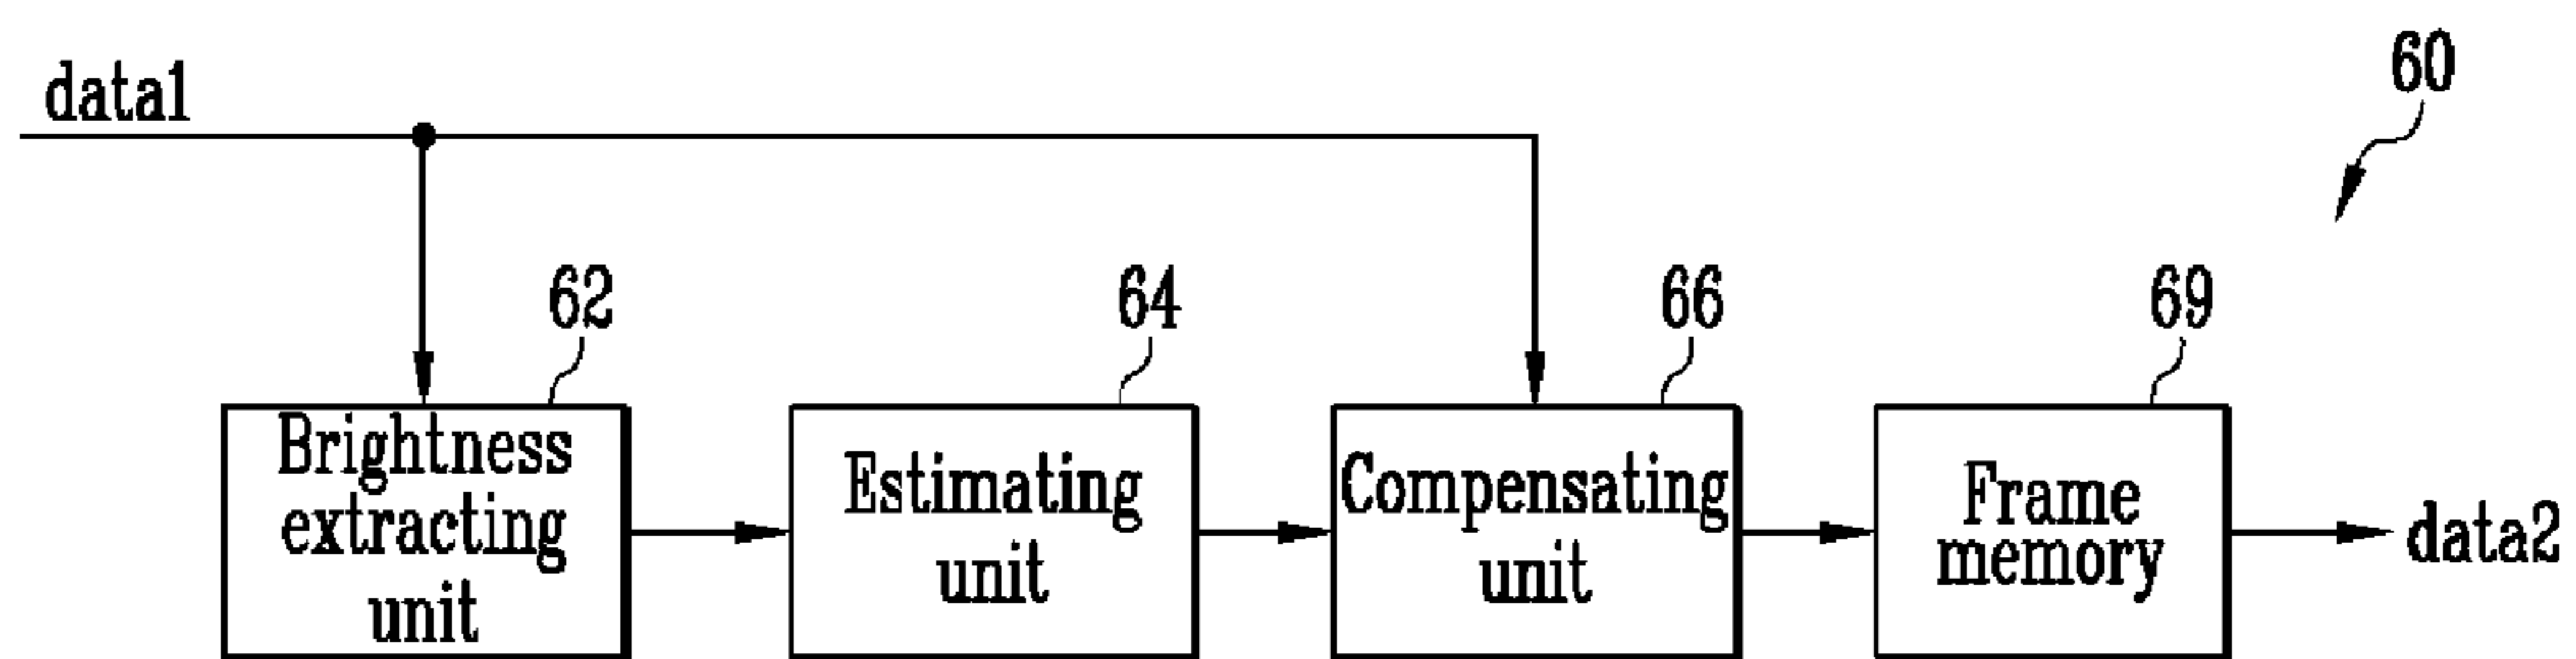 data1
60
62
64
66
69
Brightness
extracting
unit
Estimating
unit
Compensating
unit
Frame
memory
data2